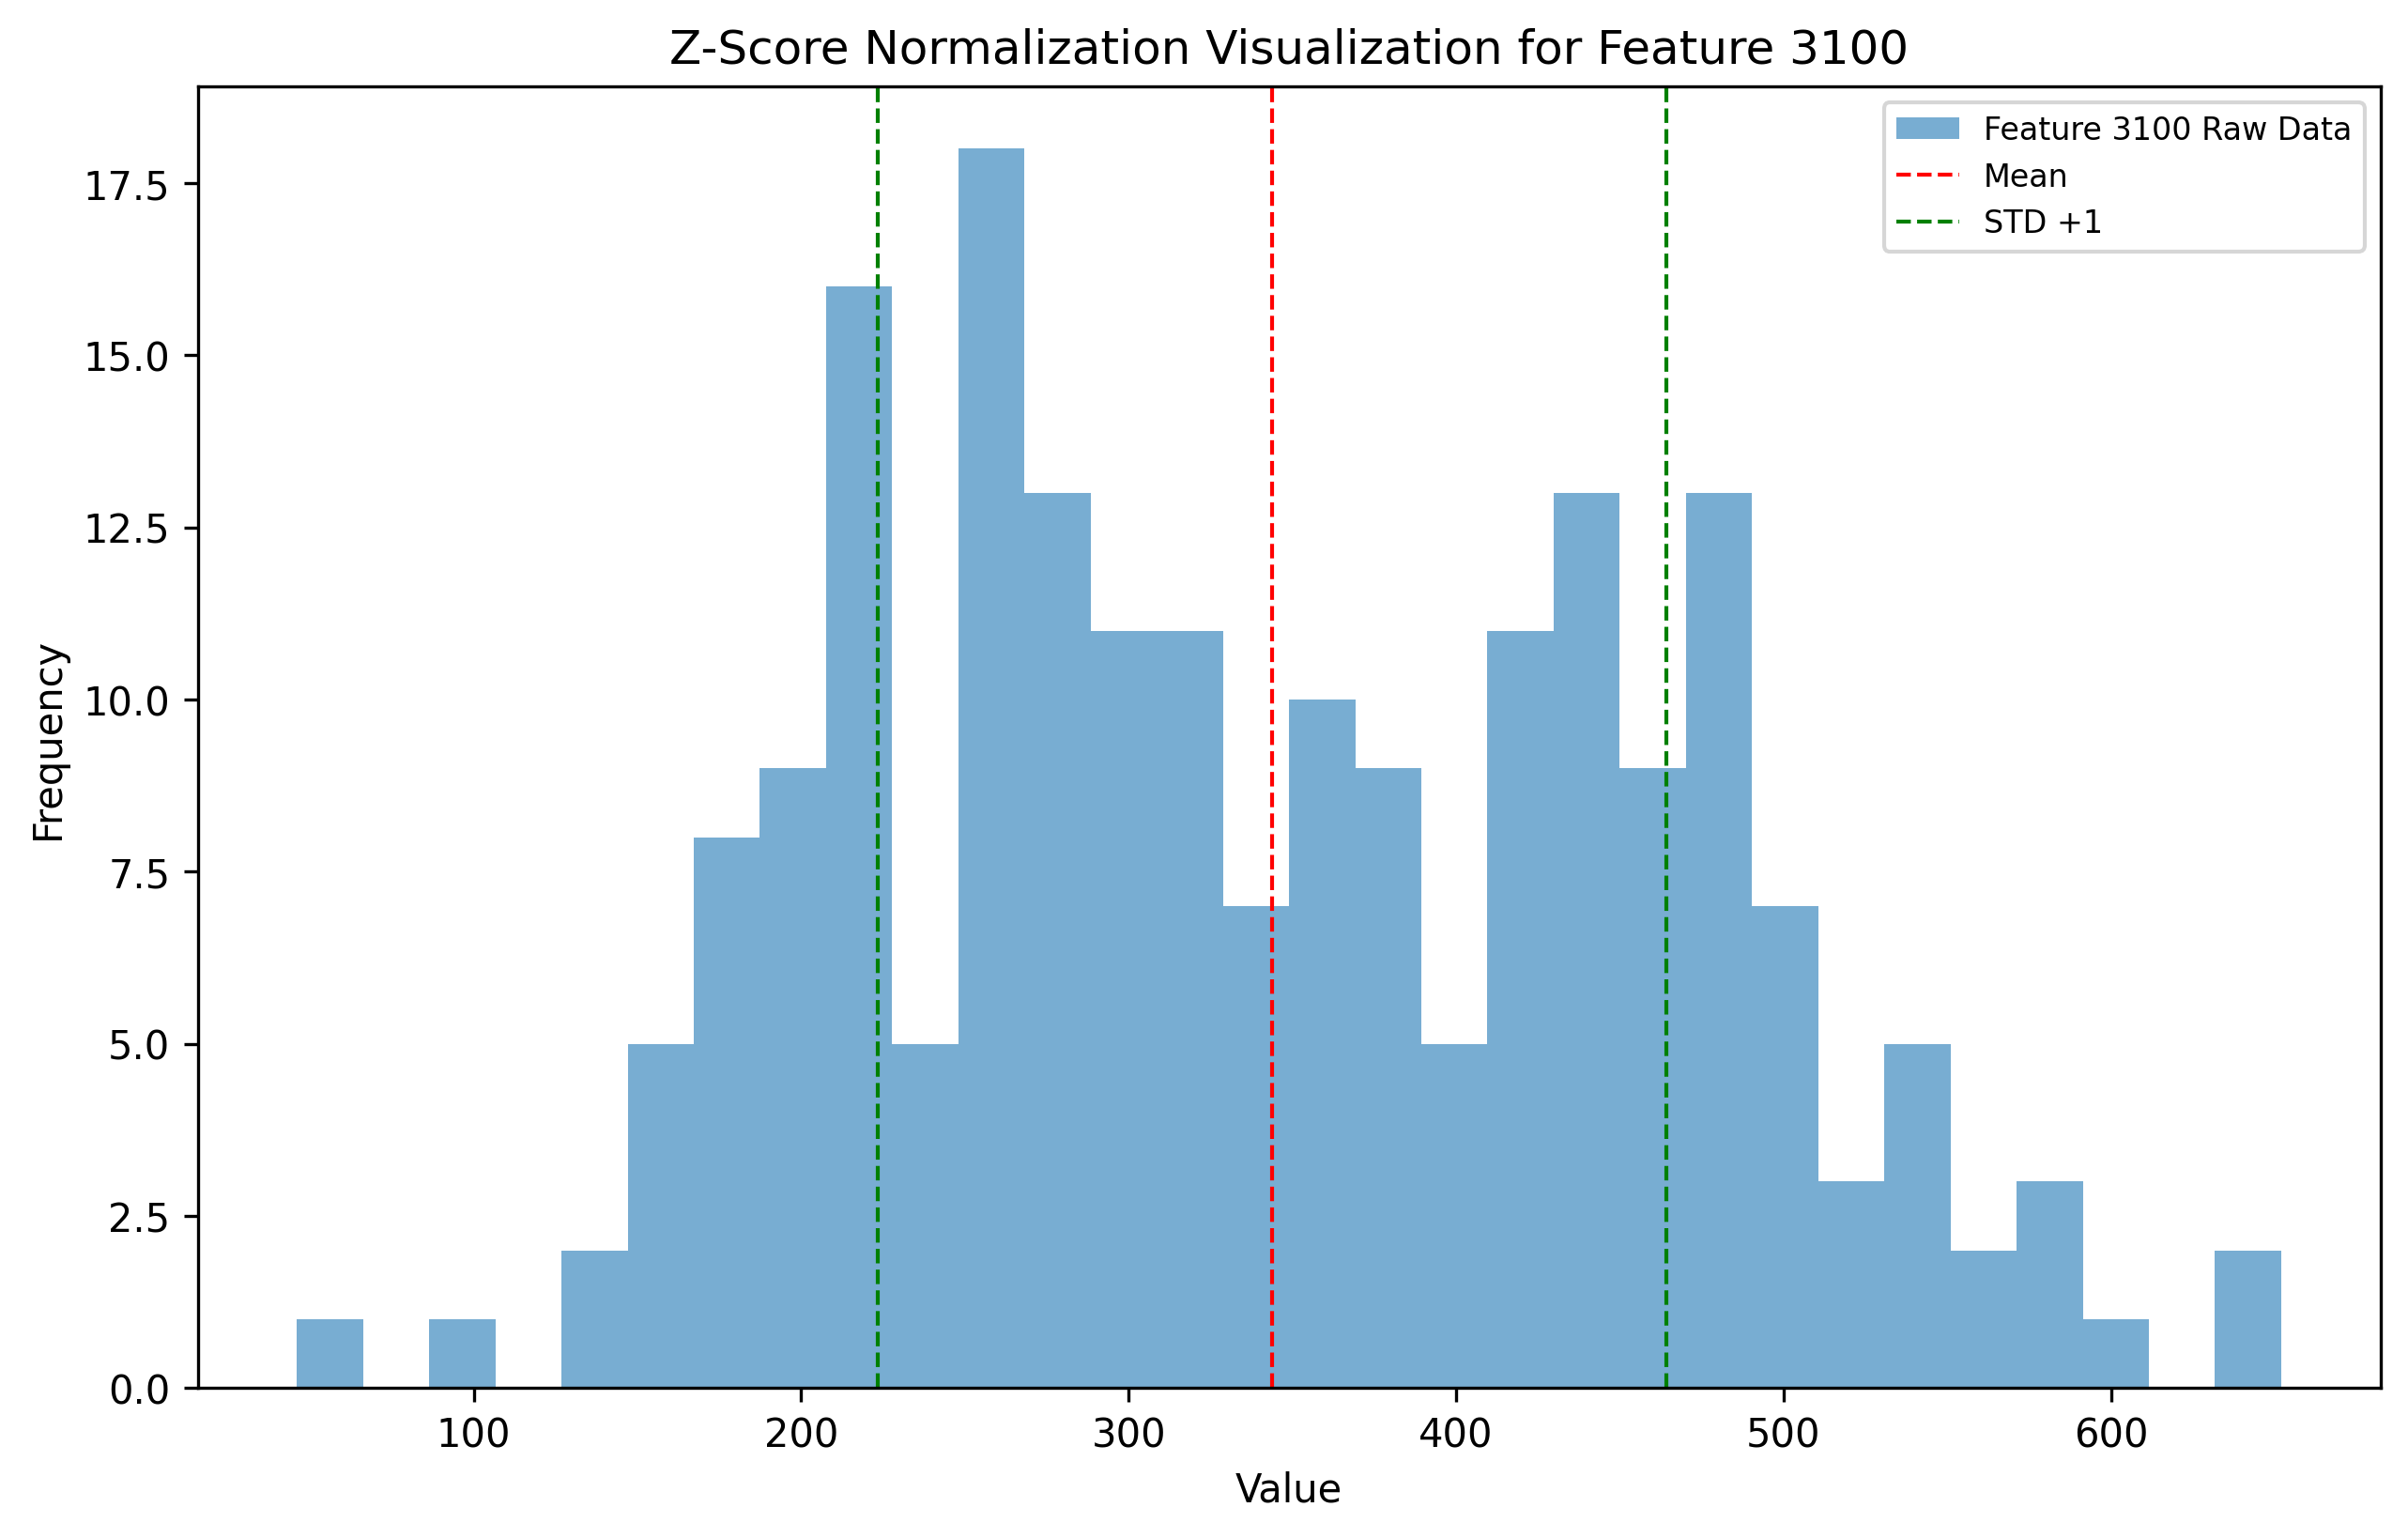 Z-Score Normalization Visualization for Feature 3100
Feature 3100 Raw Data
Mean
STD +1
17.5
15.0
12.5
10.0
7.5
5.0
2.5
0.0
Frequency
100 200 300 400 500 600
Value